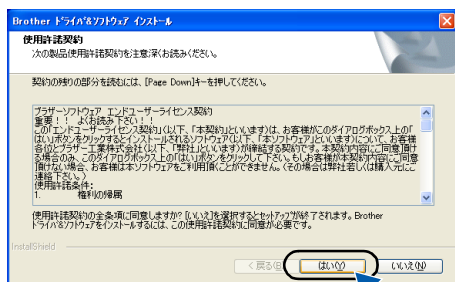 Brother ドライバ&ソフトウェア インストール
使用許諾契約
次の製品使用許諾契約を注意深くお読みください。
契約の残りの部分を読むには、[Page Down]キーを押してください。
ブラザーソフトウェア エンドユーザーライセンス契約
重要！！ よくお読み下さい！！
この「エンドユーザーライセンス契約」（以下、「本契約」といいます）は、お客様がこのダイアログボックス上の「
はい」ボタンをクリックするとインストールされるソフトウェア（以下、「本ソフトウェア」といいます）について、お客様
各位とブラザー工業株式会社（以下、「弊社」といいます）が締結する契約です。本契約内容にご同意頂け
る場合のみ、このダイアログボックス上の「はい」ボタンをクリックして下さい。もしお客様が本契約内容にご同意
頂けない場合、お客様は本ソフトウェアをご利用頂くことができません。（その場合は弊社若しくは購入元にご
連絡下さい。）
使用許諾条件：
1. 権利の帰属
使用許諾契約の全条項に同意しますか? [いいえ]を選択するとセットアップが終了されます。Brother
ドライバ&ソフトウェアをインストールするには、この使用許諾契約に同意が必要です。
InstallShield
< 戻る(B) はい(Y) いいえ(N)